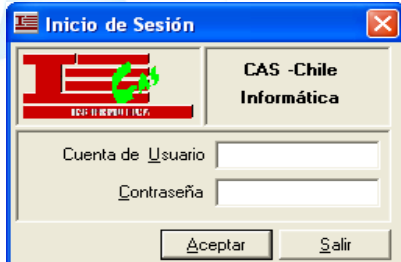 Inicio de Sesión
CAS -Chile
Informática
Cuenta de Usuario
Contraseña
Aceptar
Salir